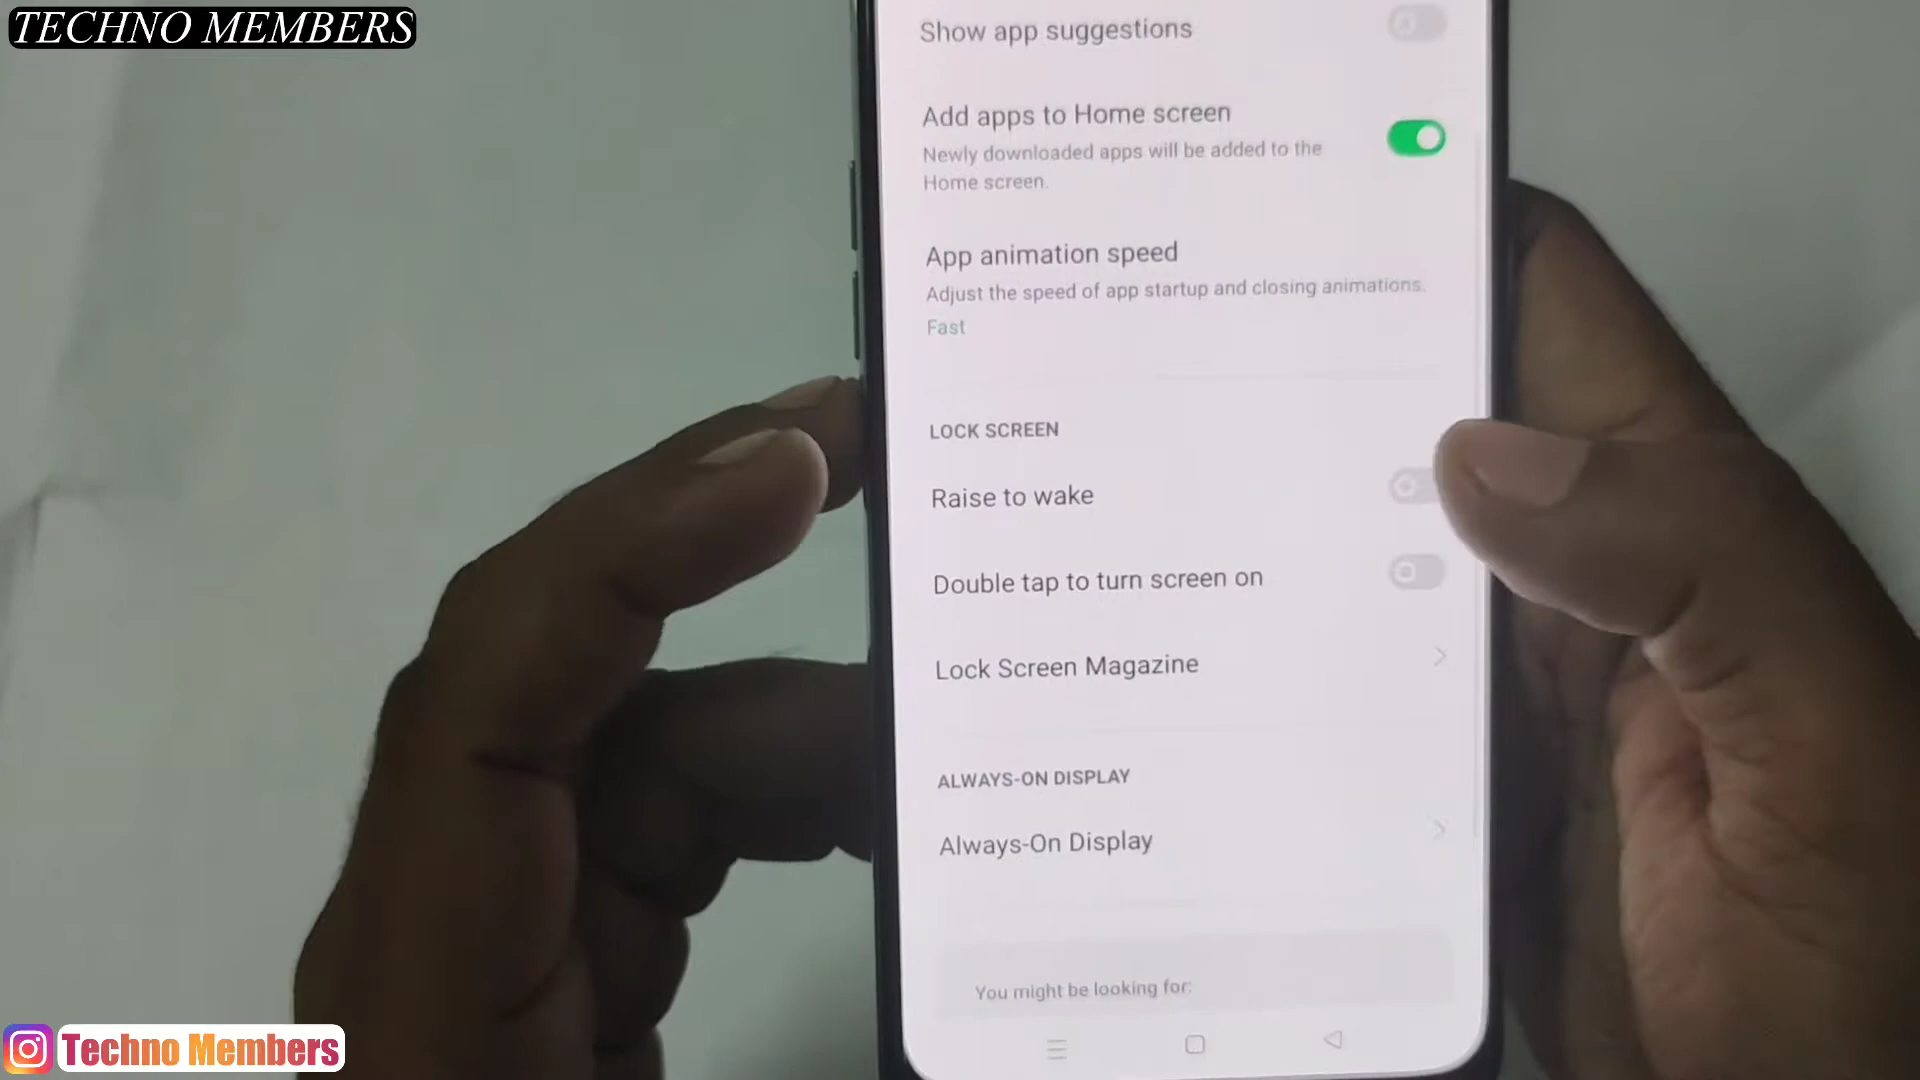 TECHNO MEMBERS
Show app suggestions
Add apps to Home screen
Newly downloaded apps will be added to the
Home screen.
App animation speed
Adjust the speed of app startup and closing animations.
Fast
LOCK SCREEN
Raise to wake
Double tap to turn screen on
Lock Screen Magazine
ALWAYS-ON DISPLAY
Always-On Display
You might be looking for:
Techno Members